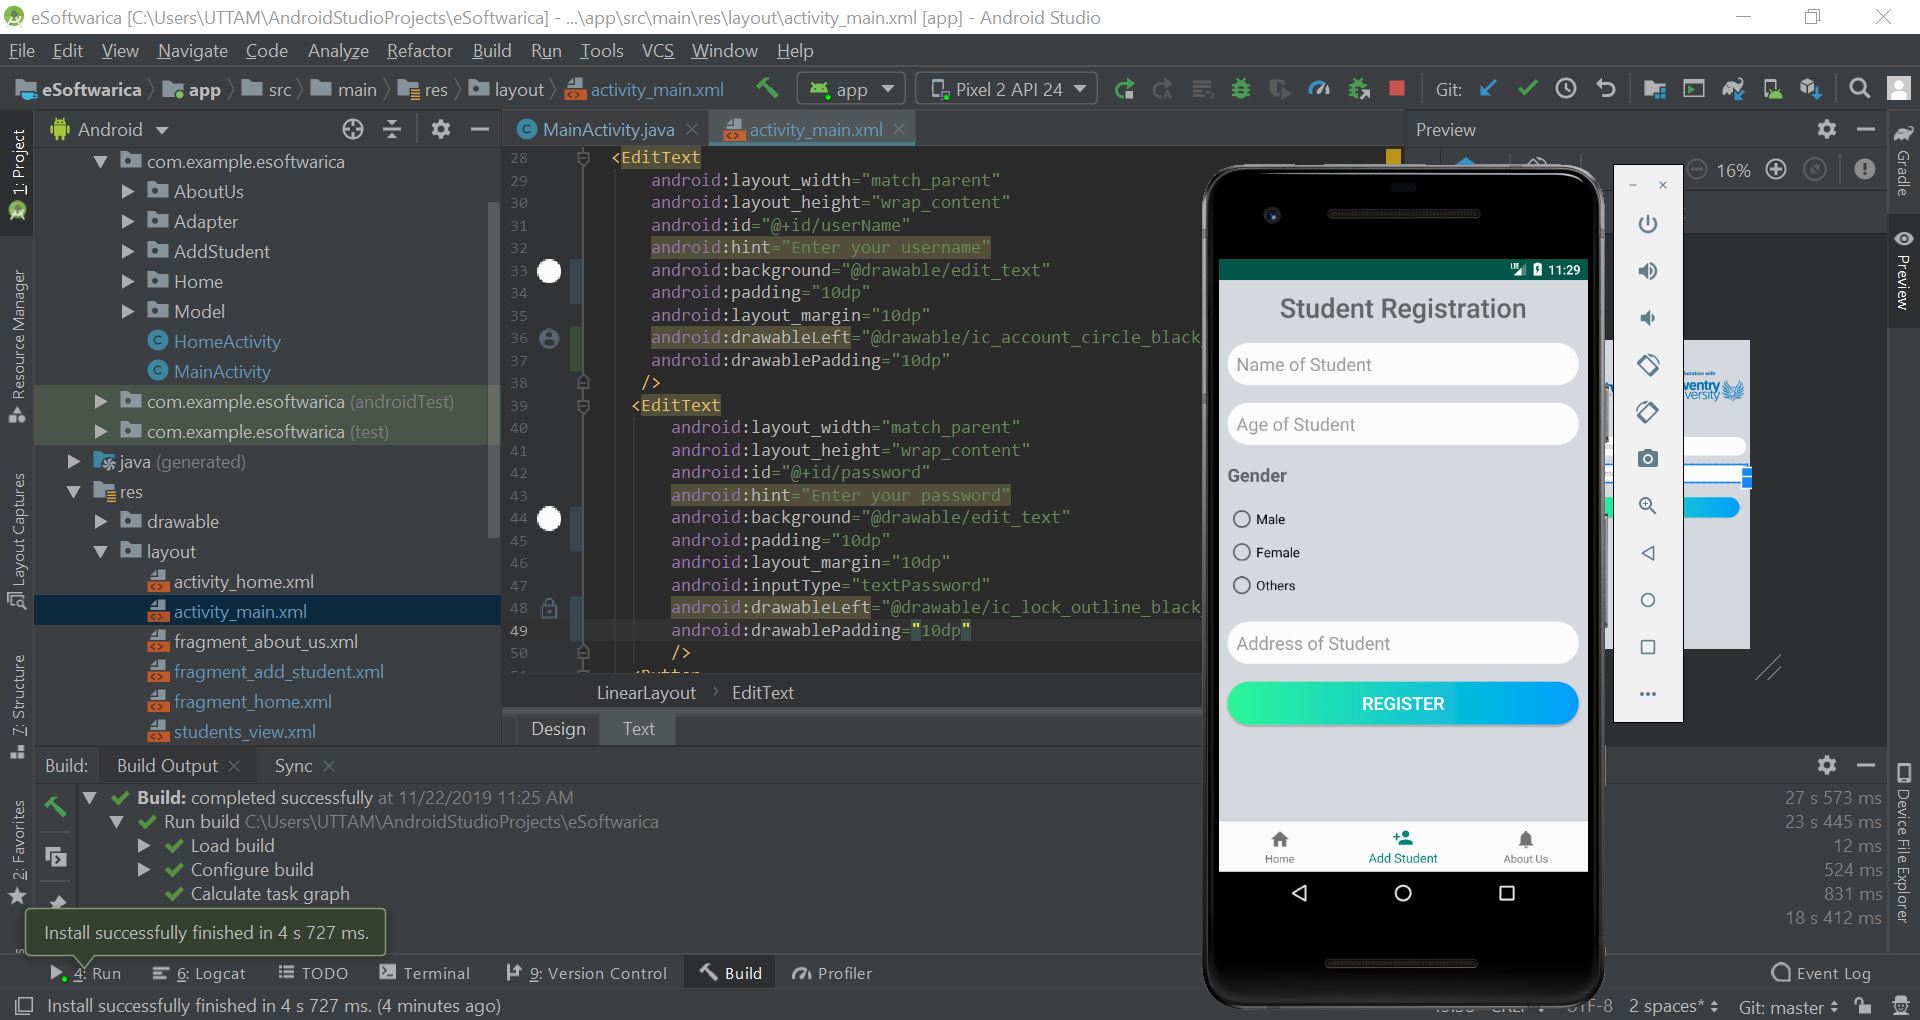 eSoftwarica [C:\Users\UTTAM\AndroidStudioProjects\eSoftwarica] - ...\app\src\main\res\layout\activity_main.xml [app] - Android Studio
File Edit View Navigate Code Analyze Refactor Build Run Tools VCS Window Help
eSoftwarica app src main res layout activity_main.xml app Pixel 2 API 24 Git:
Android
MainActivity.java activity_main.xml
Preview
1: Project
Resource Manager
Layout Captures
7: Structure
2: Favorites
com.example.esoftwarica
AboutUs
Adapter
AddStudent
Home
Model
HomeActivity
MainActivity
com.example.esoftwarica (androidTest)
com.example.esoftwarica (test)
java (generated)
res
drawable
layout
activity_home.xml
activity_main.xml
fragment_about_us.xml
fragment_add_student.xml
fragment_home.xml
students_view.xml
28 <EditText
29 android:layout_width="match_parent"
30 android:layout_height="wrap_content"
31 android:id="@+id/userName"
32 android:hint="Enter your username"
33 android:background="@drawable/edit_text"
34 android:padding="10dp"
35 android:layout_margin="10dp"
36 android:drawableLeft="@drawable/ic_account_circle_black_
37 android:drawablePadding="10dp"
38 />
39 <EditText
40 android:layout_width="match_parent"
41 android:layout_height="wrap_content"
42 android:id="@+id/password"
43 android:hint="Enter your password"
44 android:background="@drawable/edit_text"
45 android:padding="10dp"
46 android:layout_margin="10dp"
47 android:inputType="textPassword"
48 android:drawableLeft="@drawable/ic_lock_outline_black_
49 android:drawablePadding="10dp"
50 />
LinearLayout EditText
Design Text
16%
Gradle
Preview
Device File Explorer
LTE 11:29
Student Registration
Name of Student
Age of Student
Gender
Male
Female
Others
Address of Student
REGISTER
Home Add Student About Us
Build: Build Output Sync
Build: completed successfully at 11/22/2019 11:25 AM 27 s 573 ms
Run build C:\Users\UTTAM\AndroidStudioProjects\eSoftwarica 23 s 445 ms
Load build 12 ms
Configure build 524 ms
Calculate task graph 831 ms
18 s 412 ms
Install successfully finished in 4 s 727 ms.
4: Run 6: Logcat TODO Terminal 9: Version Control Build Profiler Event Log
Install successfully finished in 4 s 727 ms. (4 minutes ago) 2 spaces* Git: master